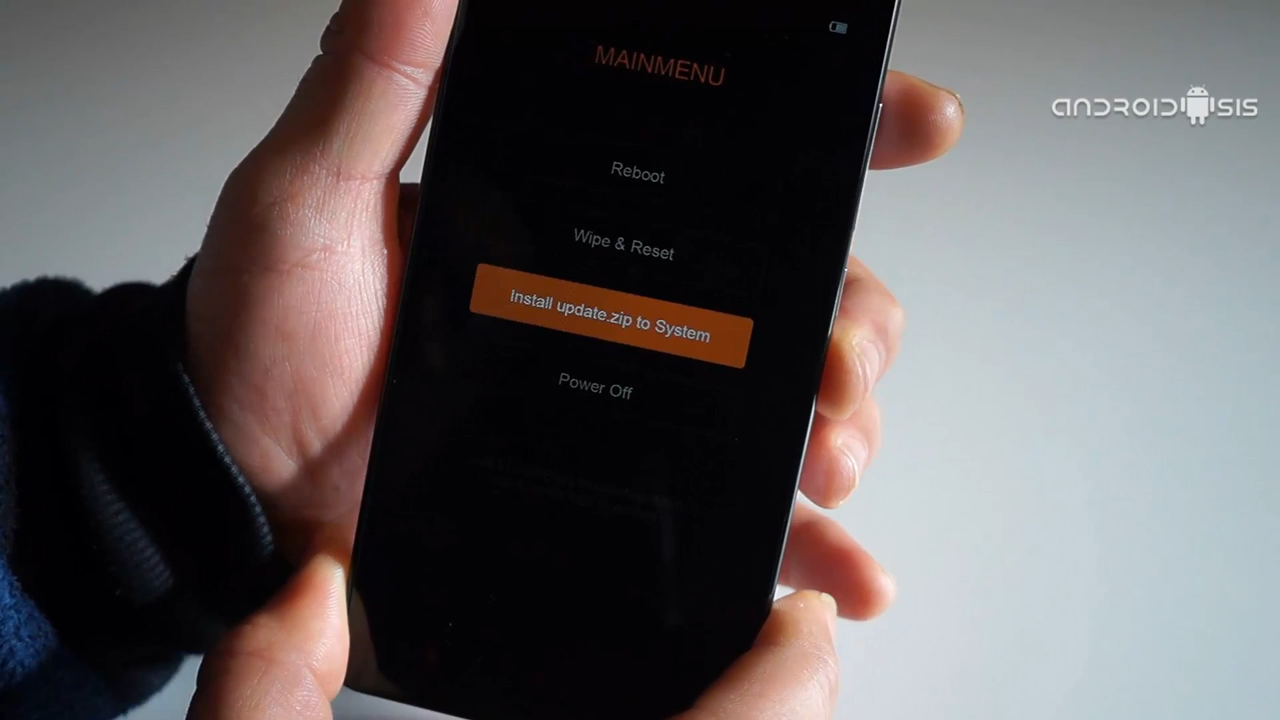 MAINMENU
ANDROIDSIS
Reboot
Wipe & Reset
Install update.zip to System
Power Off